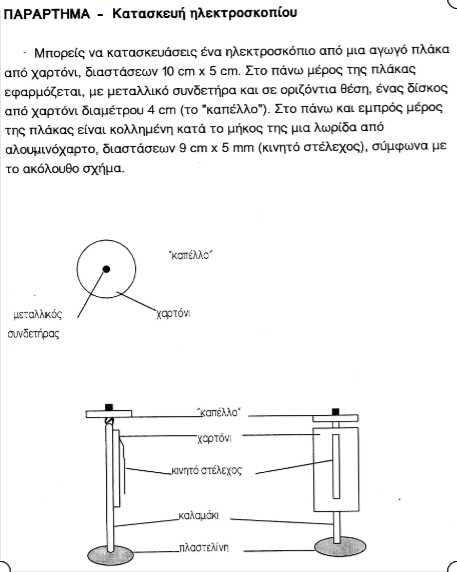 ΠΑΡΑΡΤΗΜΑ - Κατασκευή ηλεκτροσκοπίου
Μπορείς να κατασκευάσεις ένα ηλεκτροσκόπιο από μια αγωγό πλάκα
από χαρτόνι, διαστάσεων 10 cm x 5 cm. Στο πάνω μέρος της πλάκας
εφαρμόζεται, με μεταλλικό συνδετήρα και σε οριζόντια θέση, ένας δίσκος
από χαρτόνι διαμέτρου 4 cm (το "καπέλλο"). Στο πάνω και εμπρός μέρος
της πλάκας είναι κολλημένη κατά το μήκος της μια λωρίδα από
αλουμινόχαρτο, διαστάσεων 9 cm x 5 mm (κινητό στέλεχος), σύμφωνα με
το ακόλουθο σχήμα.
"καπέλλο"
μεταλλικός
συνδετήρας
χαρτόνι
"καπέλλο"
χαρτόνι
κινητό στέλεχος
καλαμάκι
πλαστελίνη